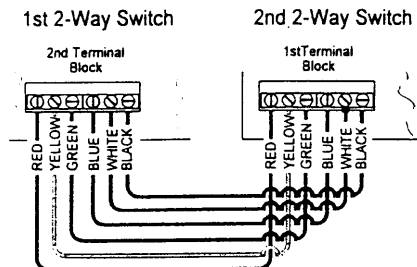 1st 2-Way Switch
2nd Terminal
Block
RED
YELLOW
GREEN
BLUE
WHITE
BLACK
2nd 2-Way Switch
1stTerminal
Block
RED
YELLOW
GREEN
BLUE
WHITE
BLACK